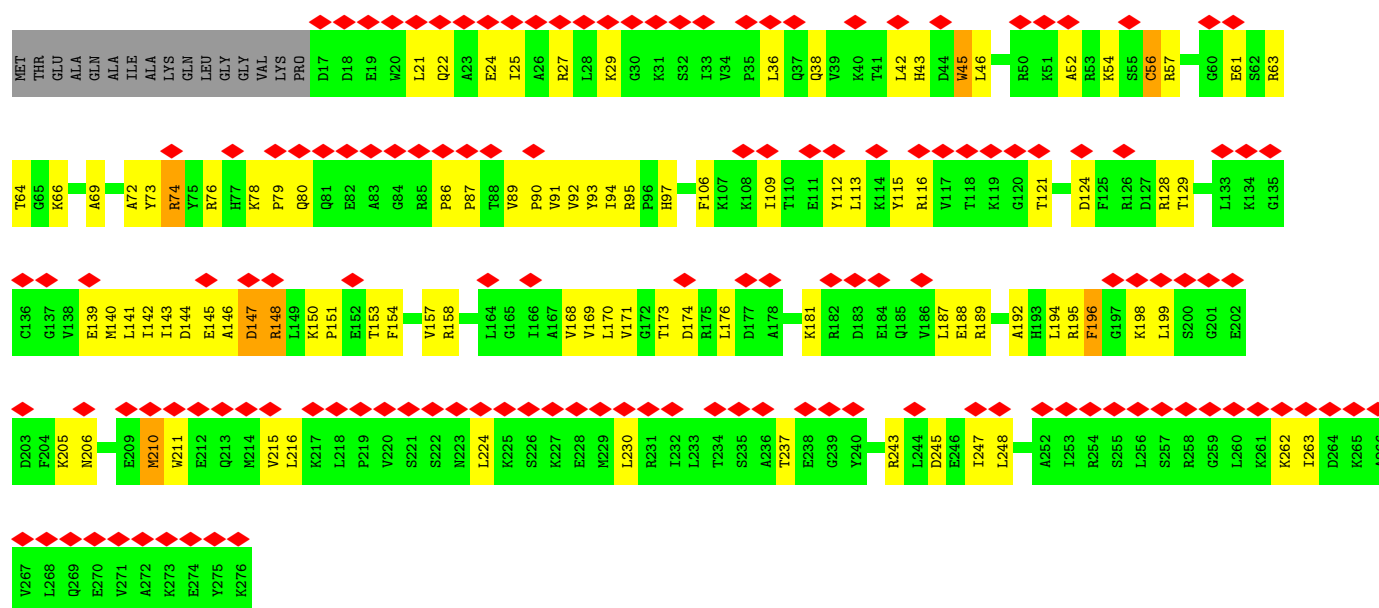 MET THR GLU ALA GLN ALA ILE ALA LYS GLN LEU GLY GLY VAL LYS PRO D17 D18 E19 W20 L21 Q22 A23 E24 I25 A26 R27 L28 K29 G30 K31 S32 I33 V34 P35 L36 Q37 Q38 V39 K40 T41 L42 H43 D44 W45 L46 R50 K51 A52 R53 K54 S55 C56 R57 G60 E61 S62 R63
T64 G65 K66 A69 A72 Y73 R74 Y75 R76 H77 K78 P79 Q80 Q81 E82 A83 G84 R85 P86 P87 T88 V89 P90 V91 V92 Y93 I94 R95 P96 H97 F106 K107 K108 I109 T110 E111 Y112 L113 K114 Y115 R116 V117 T118 K119 G120 T121 D124 F125 R126 D127 R128 T129 L133 K134 G135
C136 G137 V138 E139 M140 L141 I142 I143 D144 E145 A146 D147 R148 L149 K150 P151 E152 T153 F154 V157 R158 L164 G165 I166 A167 V168 V169 L170 V171 G172 T173 D174 R175 L176 D177 A178 K181 R182 D183 E184 Q185 V186 L187 E188 R189 A192 H193 L194 R195 F196 G197 K198 L199 S200 G201 E202
D203 F204 K205 N206 E209 M210 W211 E212 Q213 M214 V215 L216 K217 L218 P219 V220 S221 S222 N223 L224 K225 S226 K227 E228 M229 L230 R231 I232 L233 T234 S235 A236 T237 E238 G239 Y240 R243 L244 D245 E246 I247 L248 A252 I253 R254 S255 L256 S257 R258 G259 L260 K261 K262 I263 D264 K265
V267 L268 Q269 E270 V271 A272 K273 E274 Y275 K276